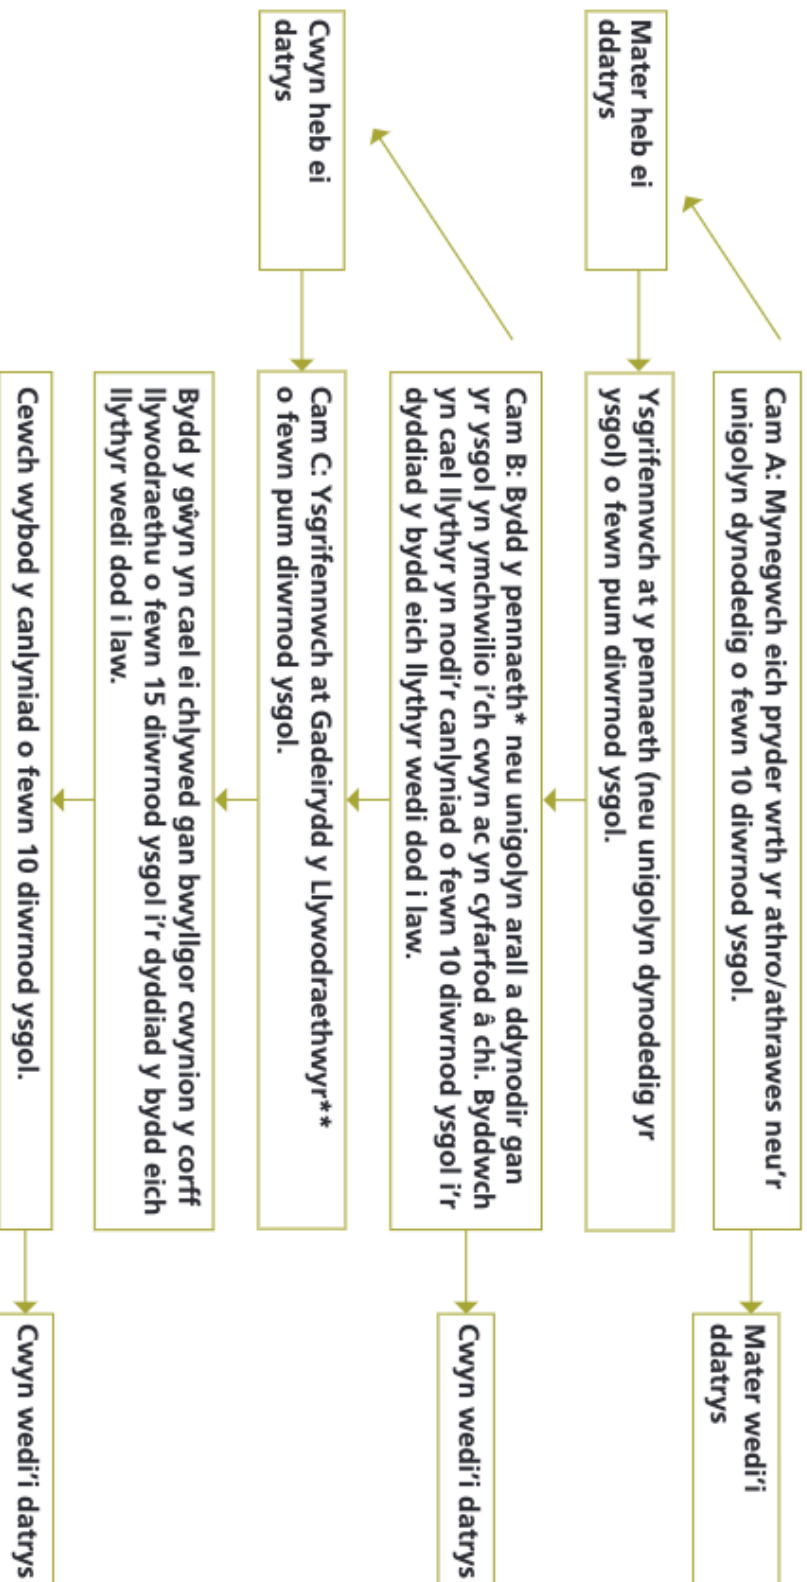 Cam A: Mynegwch eich pryder wrth yr athro/athrawes neu’r
unigolyn dynodedig o fewn 10 diwrnod ysgol.
Mater wedi’i
ddatrys
Mater heb ei
ddatrys
Ysgrifennwch at y pennaeth (neu unigolyn dynodedig yr
ysgol) o fewn pum diwrnod ysgol.
Cam B: Bydd y pennaeth* neu unigolyn arall a ddynodir gan
yr ysgol yn ymchwilio i’ch cwyn ac yn cyfarfod â chi. Byddwch
yn cael llythyr yn nodi’r canlyniad o fewn 10 diwrnod ysgol i’r
dyddiad y bydd eich llythyr wedi dod i law.
Cwyn wedi’i datrys
Cwyn heb ei
datrys
Cam C: Ysgrifennwch at Gadeirydd y Llywodraethwyr**
o fewn pum diwrnod ysgol.
Bydd y gŵyn yn cael ei chlywed gan bwyllgor cwynion y corff
llywodraethu o fewn 15 diwrnod ysgol i’r dyddiad y bydd eich
llythyr wedi dod i law.
Cewch wybod y canlyniad o fewn 10 diwrnod ysgol.
Cwyn wedi’i datrys